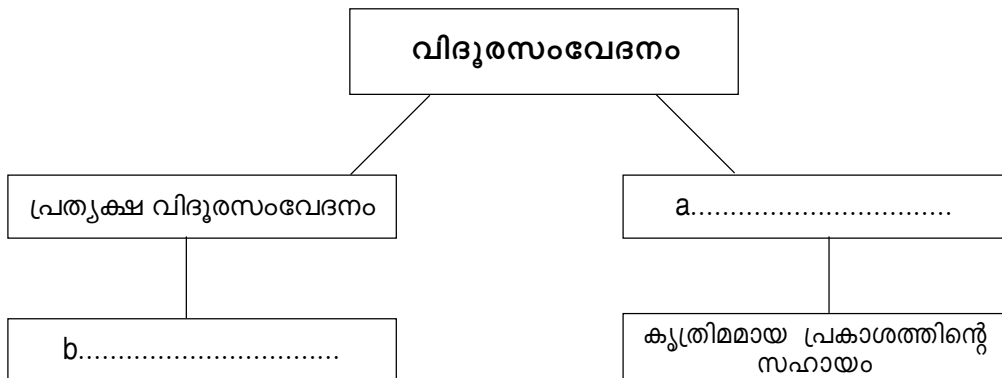 വിദൂരസംവേദനം
പ്രത്യക്ഷ വിദൂരസംവേദനം
a.................................
b.................................
കൃത്രിമമായ പ്രകാശത്തിന്റെ
സഹായം